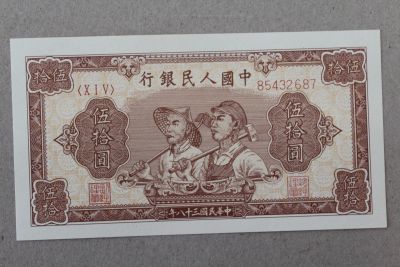 伍拾
伍拾
中國人民銀行
〈XIV〉
85432687
伍拾圓
伍拾圓
伍拾
伍拾
中華民國三十八年